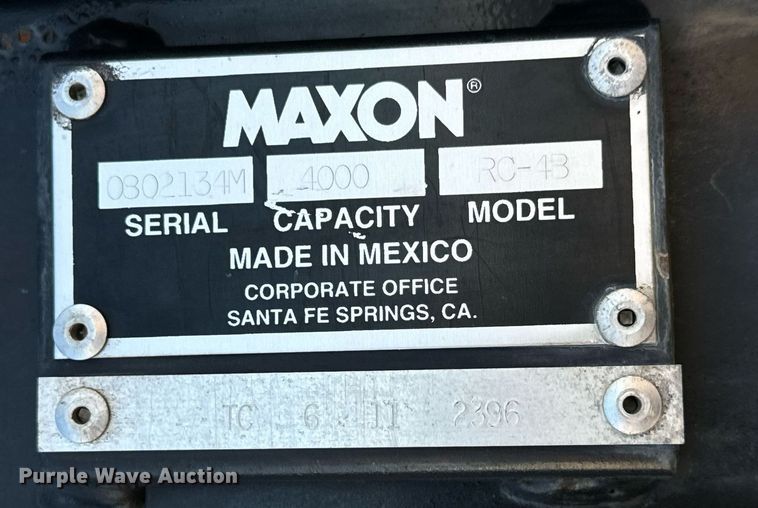 MAXON®
0802134M 4000 RC-4B
SERIAL CAPACITY MODEL
MADE IN MEXICO
CORPORATE OFFICE
SANTA FE SPRINGS, CA.
TC 6 11 2396
Purple Wave Auction